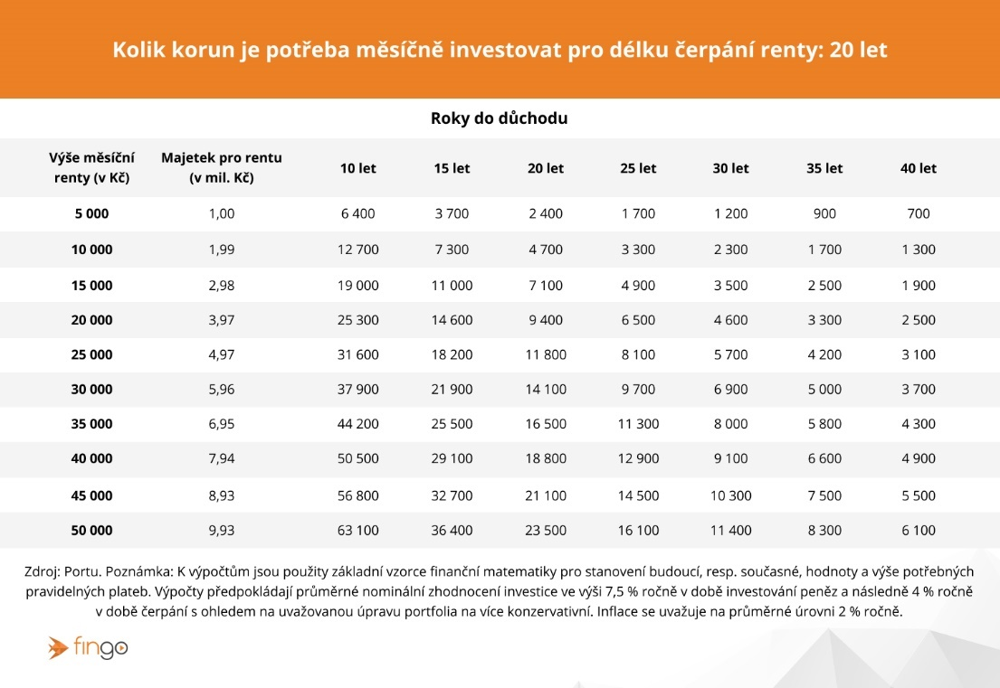 Kolik korun je potřeba měsíčně investovat pro délku čerpání renty: 20 let
Roky do důchodu
Výše měsíční renty (v Kč) Majetek pro rentu (v mil. Kč) 10 let 15 let 20 let 25 let 30 let 35 let 40 let
5 000 1,00 6 400 3 700 2 400 1 700 1 200 900 700
10 000 1,99 12 700 7 300 4 700 3 300 2 300 1 700 1 300
15 000 2,98 19 000 11 000 7 100 4 900 3 500 2 500 1 900
20 000 3,97 25 300 14 600 9 400 6 500 4 600 3 300 2 500
25 000 4,97 31 600 18 200 11 800 8 100 5 700 4 200 3 100
30 000 5,96 37 900 21 900 14 100 9 700 6 900 5 000 3 700
35 000 6,95 44 200 25 500 16 500 11 300 8 000 5 800 4 300
40 000 7,94 50 500 29 100 18 800 12 900 9 100 6 600 4 900
45 000 8,93 56 800 32 700 21 100 14 500 10 300 7 500 5 500
50 000 9,93 63 100 36 400 23 500 16 100 11 400 8 300 6 100
Zdroj: Portu. Poznámka: K výpočtům jsou použity základní vzorce finanční matematiky pro stanovení budoucí, resp. současné, hodnoty a výše potřebných
pravidelných plateb. Výpočty předpokládají průměrné nominální zhodnocení investice ve výši 7,5 % ročně v době investování peněz a následně 4 % ročně
v době čerpání s ohledem na uvažovanou úpravu portfolia na více konzervativní. Inflace se uvažuje na průměrné úrovni 2 % ročně.
fingo